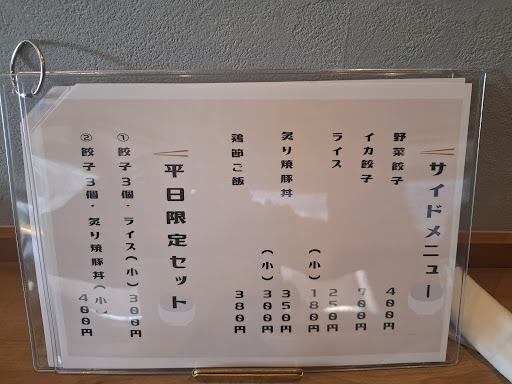 サイドメニュー
野菜餃子 400円
イカ餃子 700円
ライス 250円
(小) 180円
炙り焼豚丼 350円
(小) 300円
鶏節ご飯 380円
平日限定セット
① 餃子3個・ライス(小) 300円
② 餃子3個・炙り焼豚丼(小) 400円